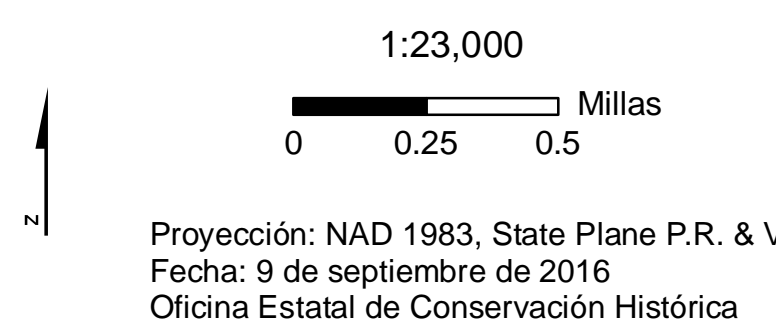 1:23,000
Millas
0 0.25 0.5
N
Proyección: NAD 1983, State Plane P.R. &
Fecha: 9 de septiembre de 2016
Oficina Estatal de Conservación Histórica